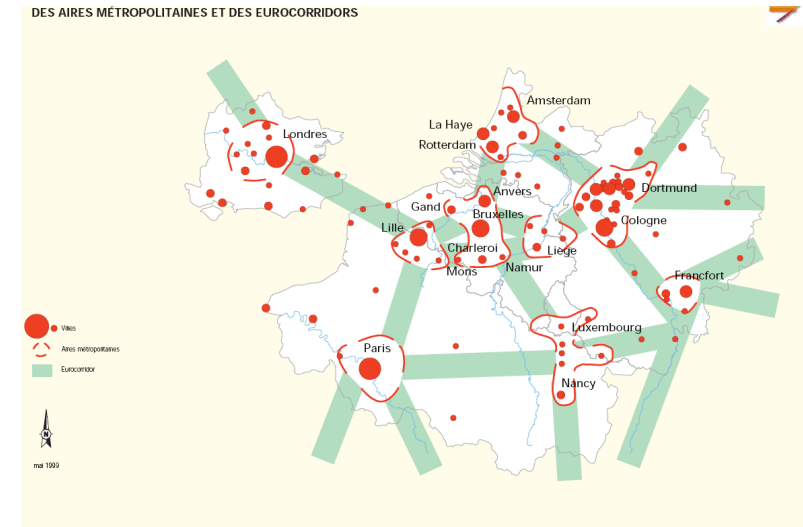 DES AIRES MÉTROPOLITAINES ET DES EUROCORRIDORS
Amsterdam
La Haye
Londres
Rotterdam
Dortmund
Anvers
Gand
Bruxelles
Cologne
Lille
Charleroi
Liège
Mons
Namur
Francfort
Luxembourg
Villes
Aires métropolitaines
Paris
Eurocorridor
Nancy
N
mai 1999